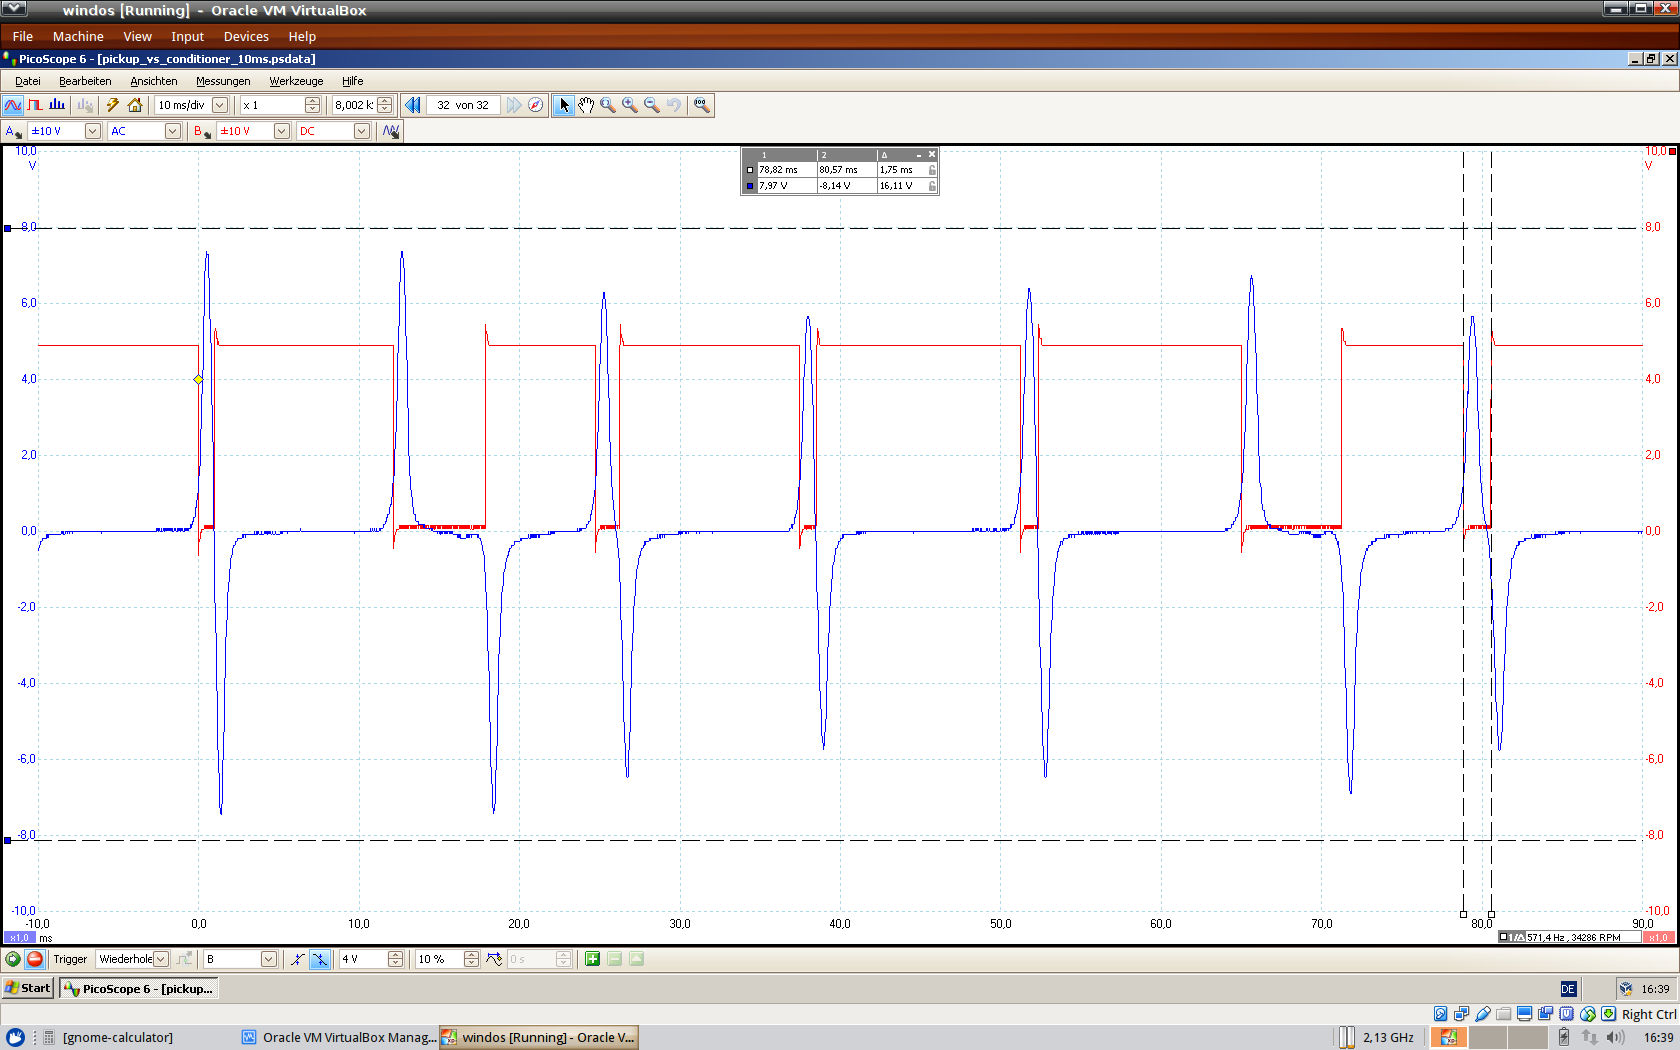 windos [Running] - Oracle VM VirtualBox
File Machine View Input Devices Help
PicoScope 6 - [pickup_vs_conditioner_10ms.psdata]
Datei Bearbeiten Ansichten Messungen Werkzeuge Hilfe
10 ms/div x 1 8,002 k 32 von 32
A ±10 V AC B ±10 V DC
10,0 V
8,0
6,0
4,0
2,0
0,0
-2,0
-4,0
-6,0
-8,0
-10,0
1 2 Δ
78,82 ms 80,57 ms 1,75 ms
7,97 V -8,14 V 16,11 V
10,0 V
8,0
6,0
4,0
2,0
0,0
-2,0
-4,0
-6,0
-8,0
-10,0
-10,0 0,0 10,0 20,0 30,0 40,0 50,0 60,0 70,0 80,0 90,0
x1,0 ms 1/Δ 571,4 Hz , 34286 RPM x1,0
Trigger Wiederhole B 4 V 10 % 0 s
Start PicoScope 6 - [pickup... DE 16:39
Right Ctrl
[gnome-calculator] Oracle VM VirtualBox Manag... windos [Running] - Oracle V... 2,13 GHz 16:39